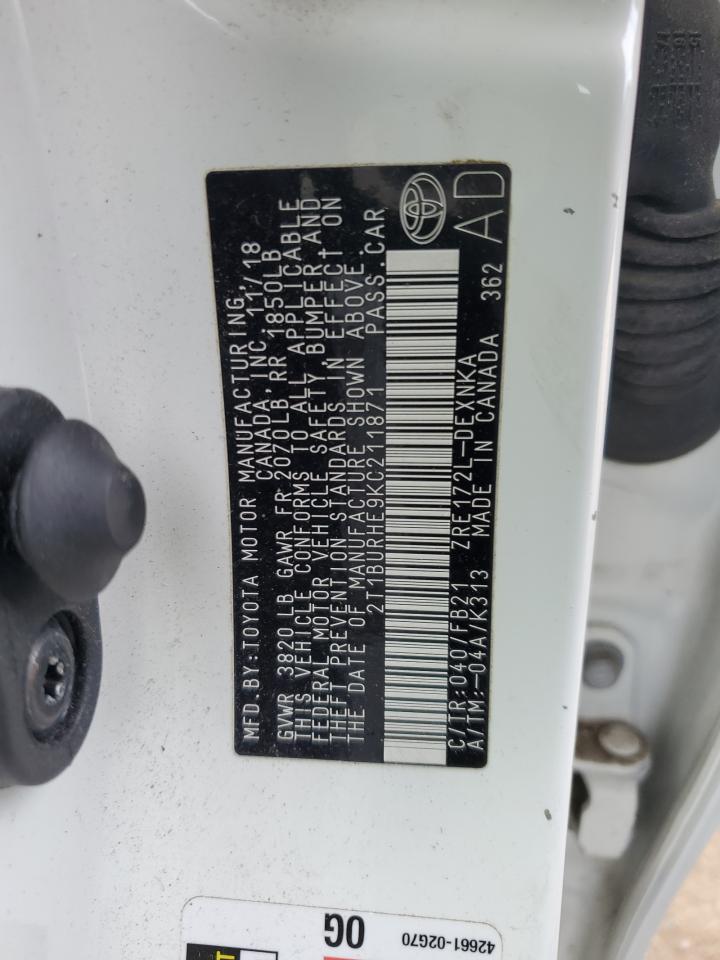 MFD.BY:TOYOTA MOTOR MANUFACTURING,
CANADA, INC. 11/18
GVWR 3820LB GAWR FR 2070LB, RR 1850LB
THIS VEHICLE CONFORMS TO ALL APPLICABLE
FEDERAL MOTOR VEHICLE SAFETY BUMPER, AND
THEFT PREVENTION STANDARDS IN EFFECT ON
THE DATE OF MANUFACTURE SHOWN ABOVE.
2T1BURHE9KC211871 PASS.CAR
C/TR:040/FB21 ZRE172L-DEXNKA
A/TM:-04A/K313 MADE IN CANADA 362
AD
0G
42661-02G70